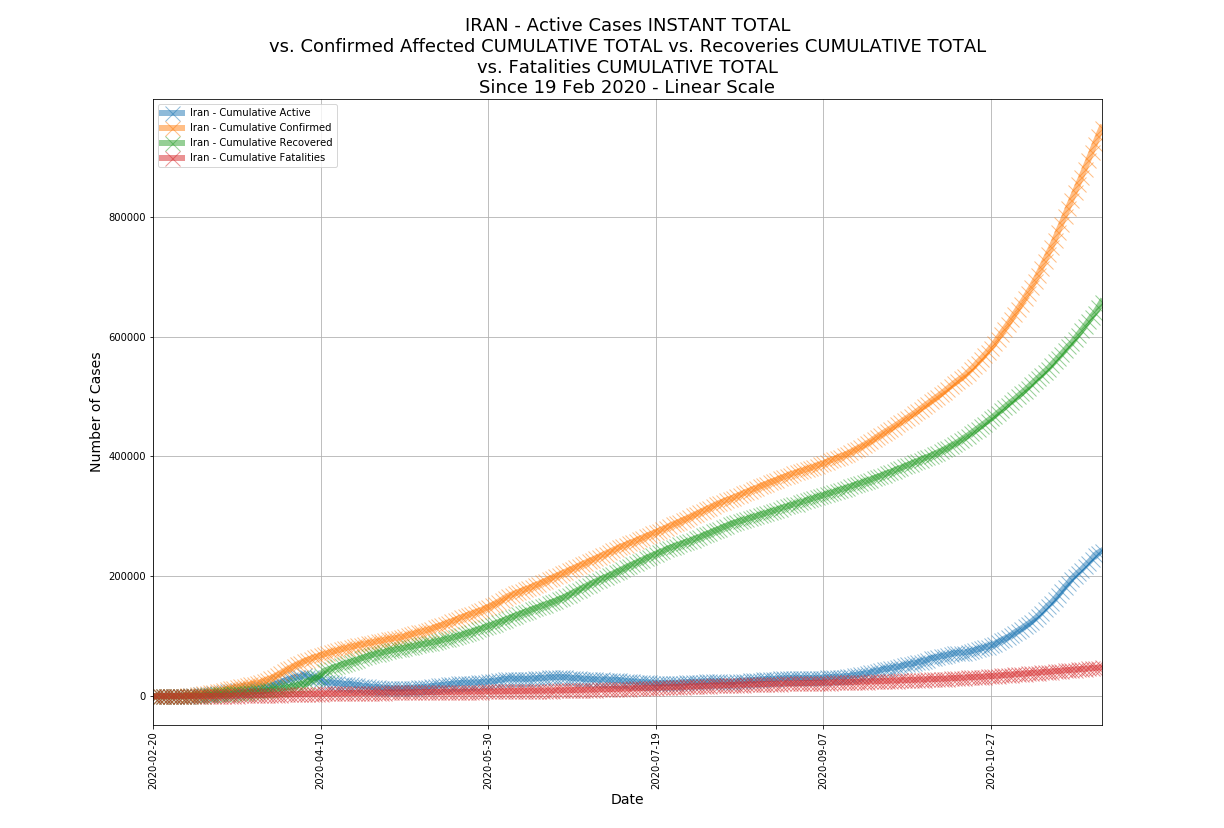 IRAN - Active Cases INSTANT TOTAL
vs. Confirmed Affected CUMULATIVE TOTAL vs. Recoveries CUMULATIVE TOTAL
vs. Fatalities CUMULATIVE TOTAL
Since 19 Feb 2020 - Linear Scale
Iran - Cumulative Active
Iran - Cumulative Confirmed
Iran - Cumulative Recovered
Iran - Cumulative Fatalities
800000
600000
400000
200000
0
Number of Cases
2020-02-20
2020-04-10
2020-05-30
2020-07-19
2020-09-07
2020-10-27
Date